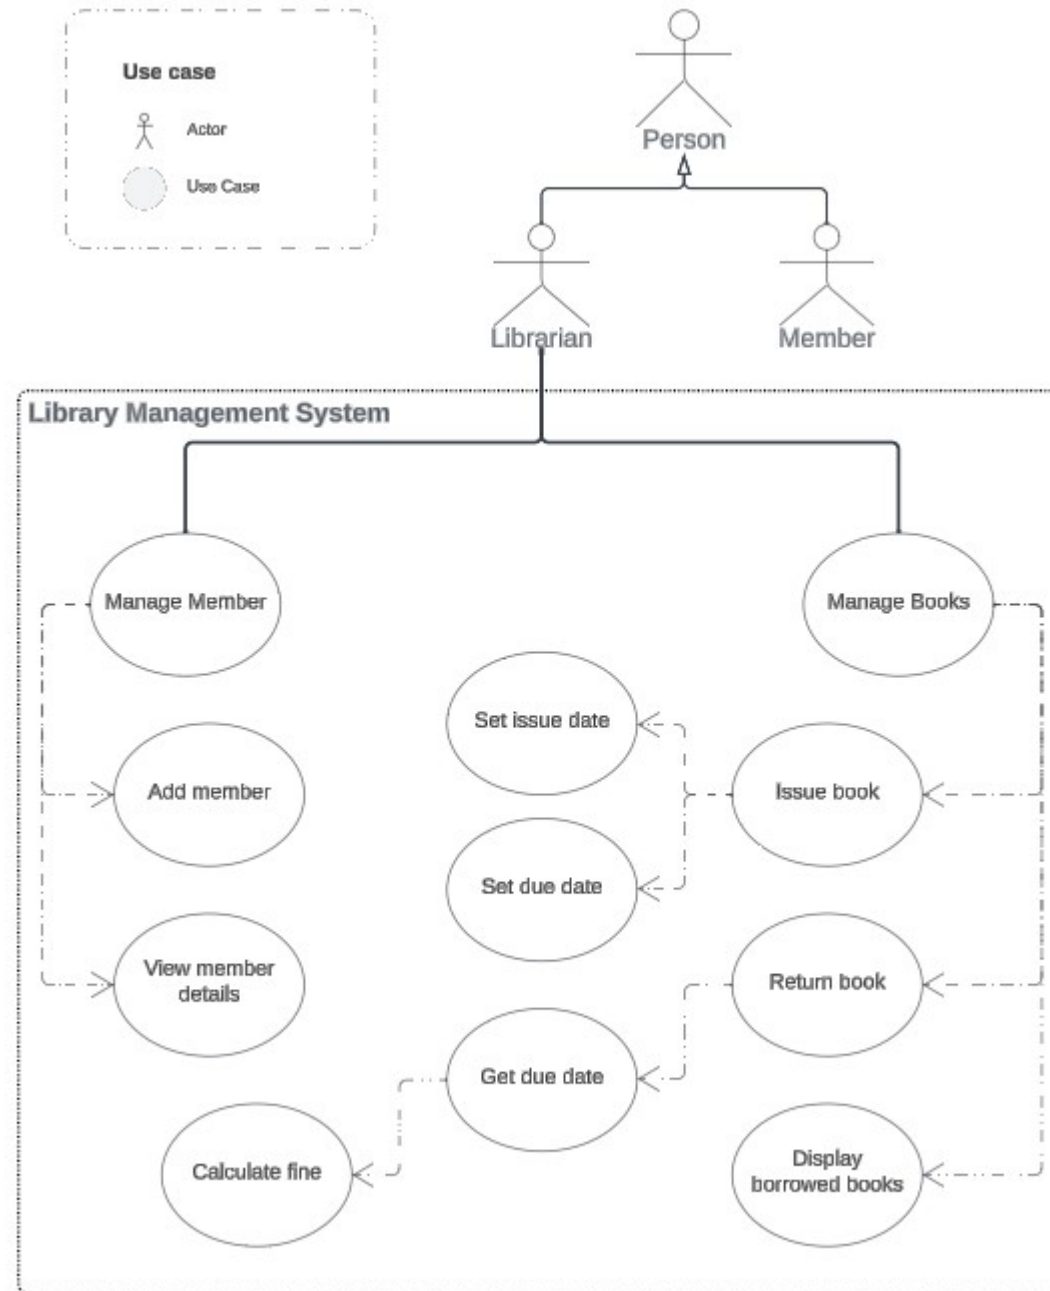 Use case
Actor
Use Case
Person
Librarian
Member
Library Management System
Manage Member
Manage Books
Set issue date
Add member
Issue book
Set due date
View member
details
Return book
Get due date
Calculate fine
Display
borrowed books